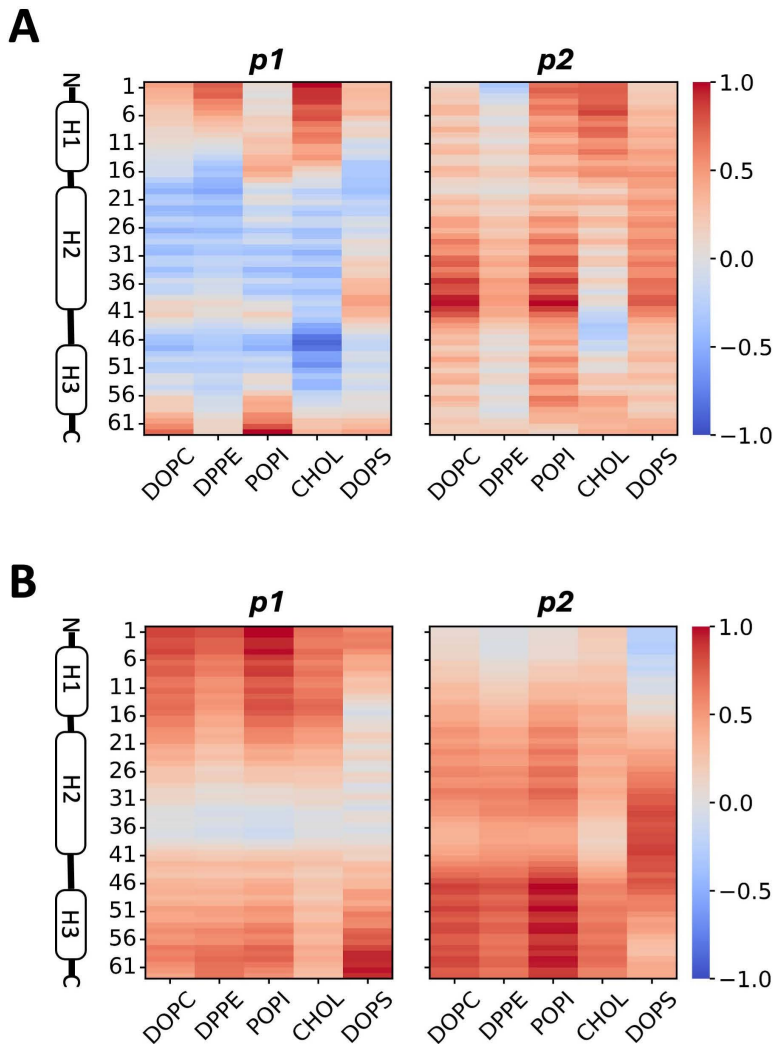 A
p1
p2
N
H1
H2
H3
C
1
6
11
16
21
26
31
36
41
46
51
56
61
1.0
0.5
0.0
−0.5
−1.0
DOPC DPPE POPI CHOL DOPS
DOPC DPPE POPI CHOL DOPS
B
p1
p2
N
H1
H2
H3
C
1
6
11
16
21
26
31
36
41
46
51
56
61
1.0
0.5
0.0
−0.5
−1.0
DOPC DPPE POPI CHOL DOPS
DOPC DPPE POPI CHOL DOPS